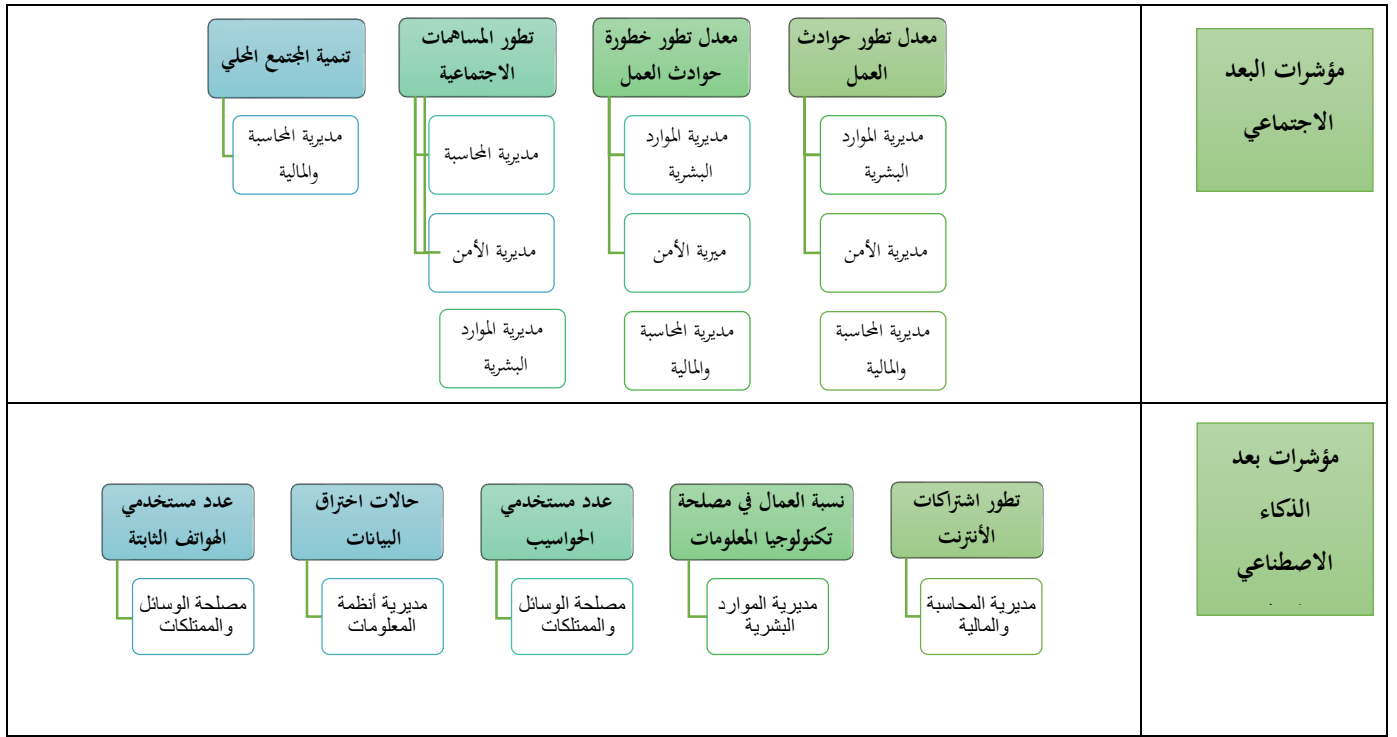 مؤشرات البعد
الاجتماعي
معدل تطور حوادث
العمل
مديرية الموارد
البشرية
مديرية الأمن
مديرية المحاسبة
والمالية
معدل تطور خطورة
حوادث العمل
مديرية الموارد
البشرية
ميرية الأمن
مديرية المحاسبة
والمالية
تطور المساهمات
الاجتماعية
مديرية المحاسبة
مديرية الأمن
مديرية الموارد
البشرية
تنمية المجتمع المحلي
مديرية المحاسبة
والمالية
مؤشرات بعد
الذكاء
الاصطناعي
تطور اشتراكات
الأنترنت
مديرية المحاسبة
والمالية
نسبة العمال في مصلحة
تكنولوجيا المعلومات
مديرية الموارد
البشرية
عدد مستخدمي
الحواسيب
مصلحة الوسائل
والممتلكات
حالات اختراق
البيانات
مديرية أنظمة
المعلومات
عدد مستخدمي
الهواتف الثابتة
مصلحة الوسائل
والممتلكات